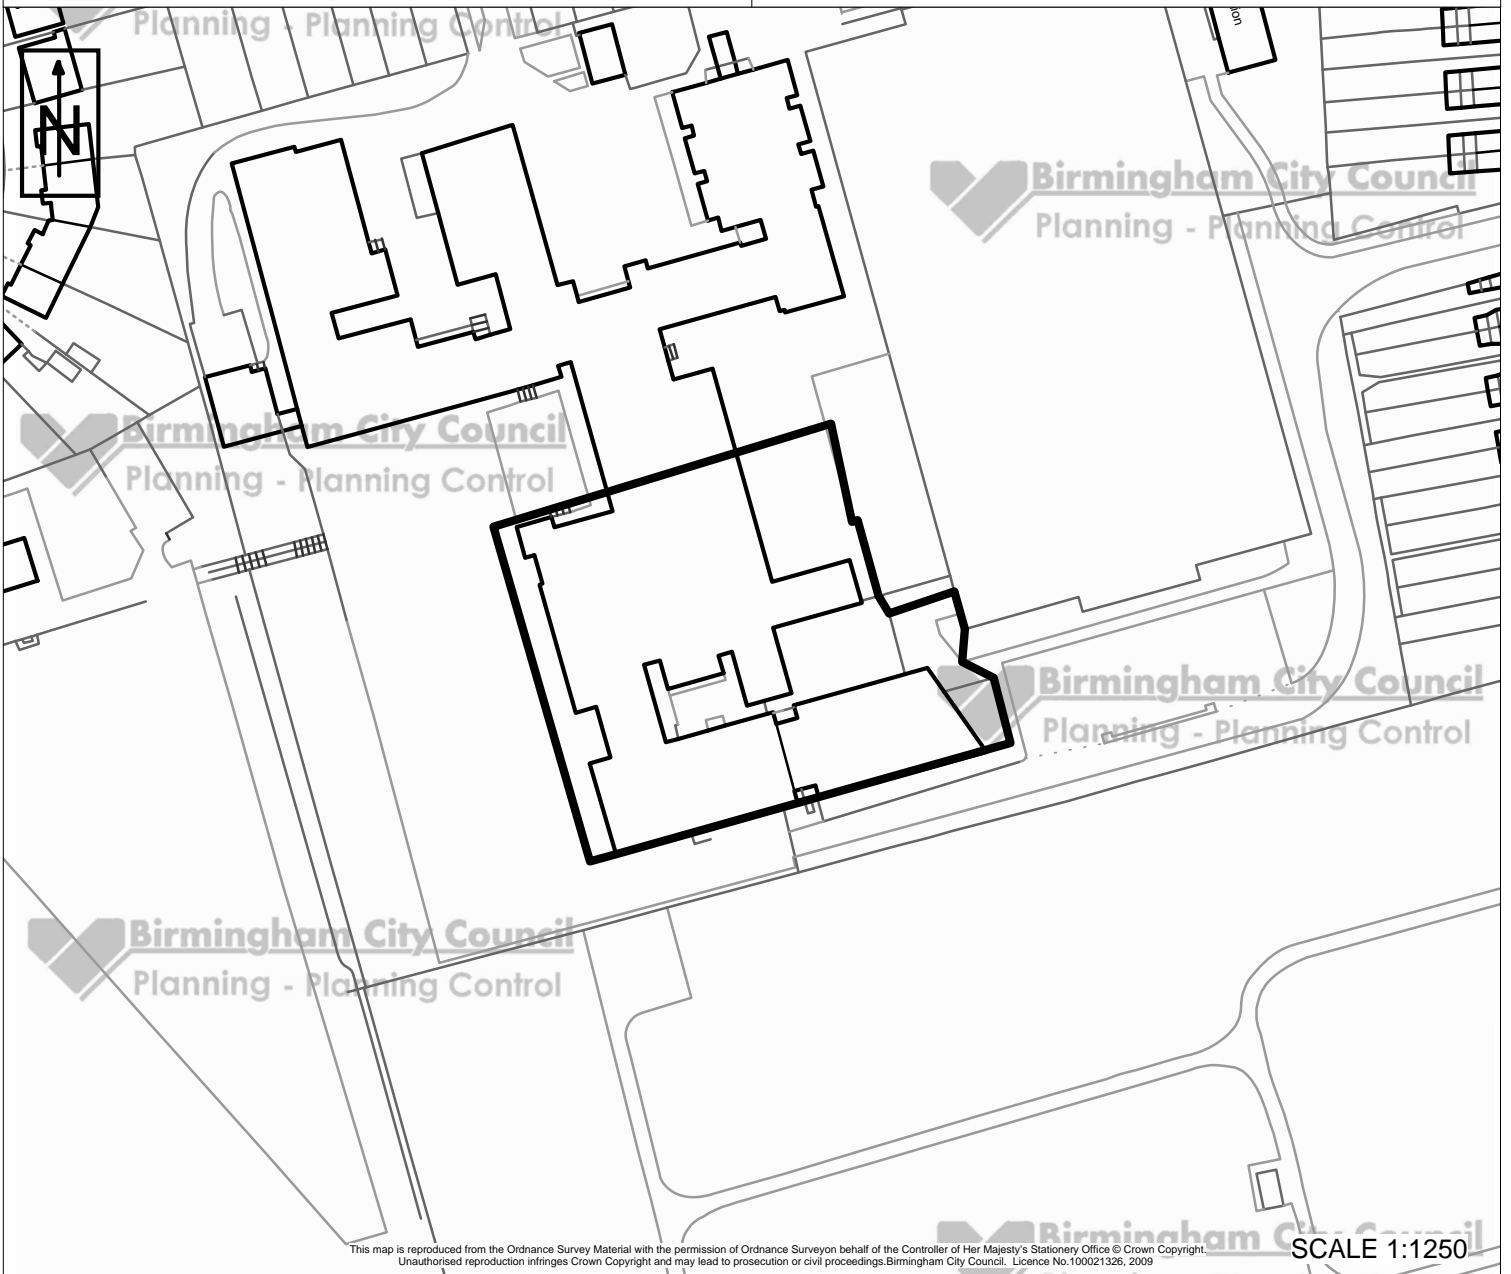 Planning - Planning Control
ion
N
Birmingham City Council
Planning - Planning Control
Birmingham City Council
Planning - Planning Control
Birmingham City Council
Planning - Planning Control
Birmingham City Council
Planning - Planning Control
Birmingham City Council
SCALE 1:1250
This map is reproduced from the Ordnance Survey Material with the permission of Ordnance Surveyon behalf of the Controller of Her Majesty's Stationery Office © Crown Copyright.
Unauthorised reproduction infringes Crown Copyright and may lead to prosecution or civil proceedings.Birmingham City Council. Licence No.100021326, 2009